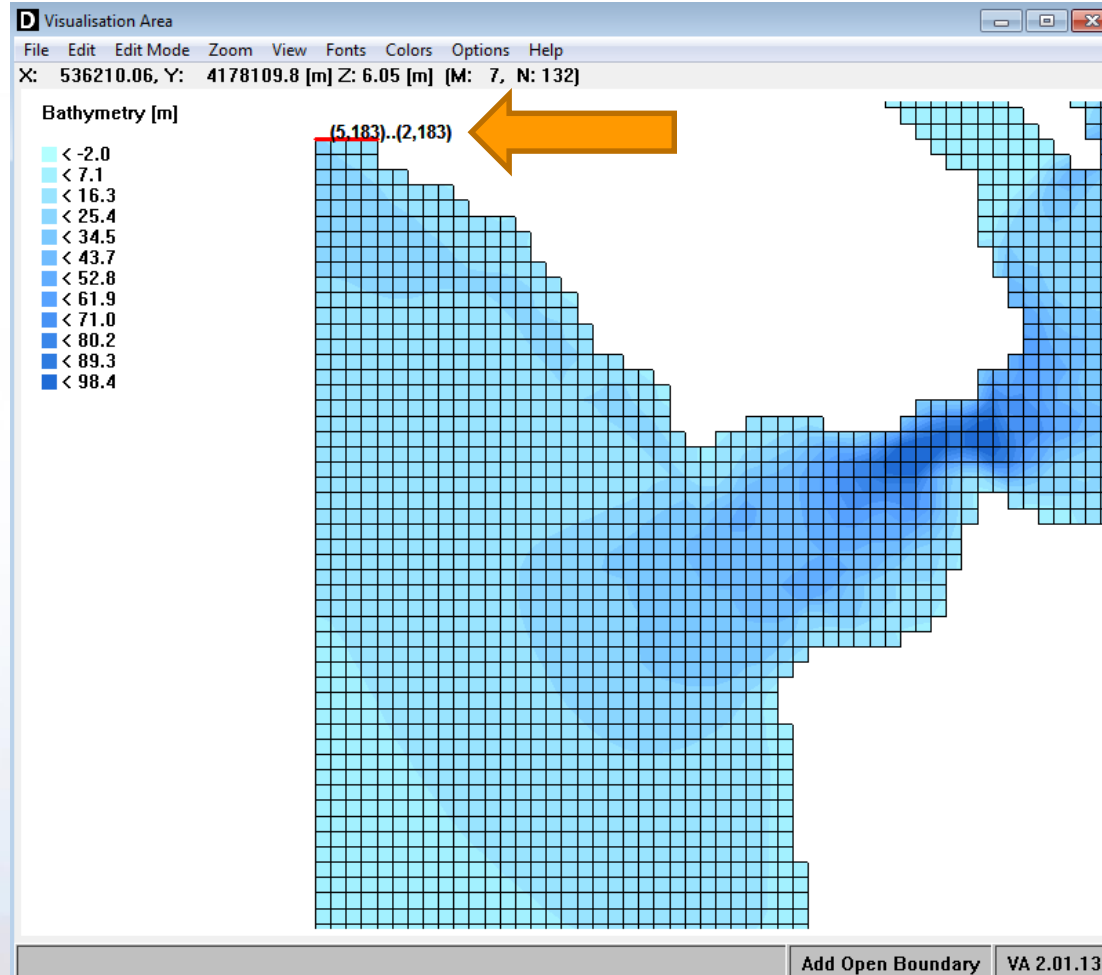 D Visualisation Area
File Edit Edit Mode Zoom View Fonts Colors Options Help
X: 536210.06, Y: 4178109.8 [m] Z: 6.05 [m] (M: 7, N: 132)
Bathymetry [m]
(5,183)..(2,183)
< -2.0
< 7.1
< 16.3
< 25.4
< 34.5
< 43.7
< 52.8
< 61.9
< 71.0
< 80.2
< 89.3
< 98.4
Add Open Boundary VA 2.01.13